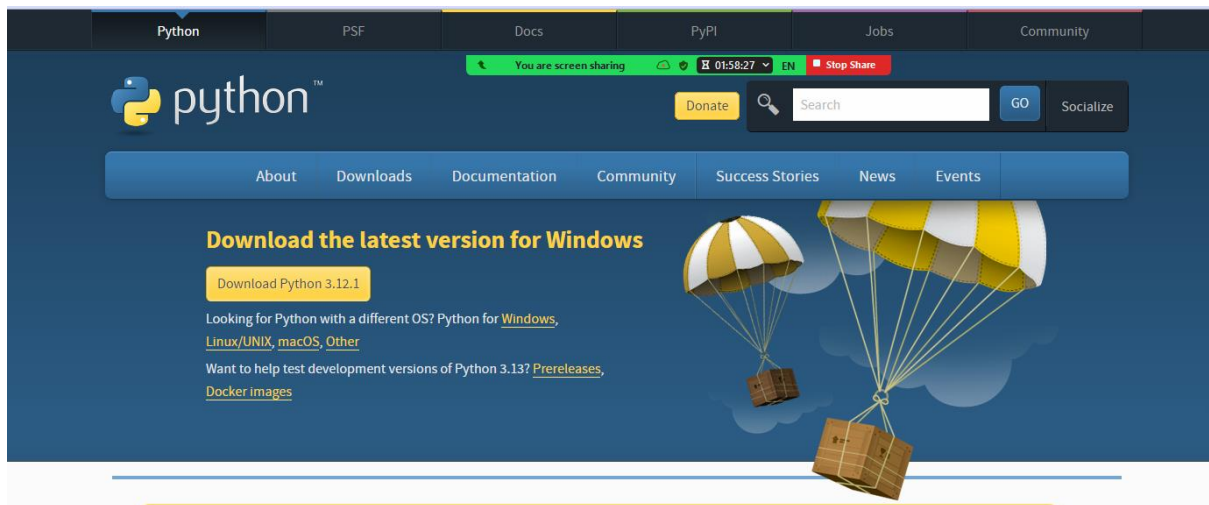 Python PSF Docs PyPI Jobs Community
You are screen sharing 01:58:27 EN Stop Share
python™
Donate Search GO Socialize
About Downloads Documentation Community Success Stories News Events
Download the latest version for Windows
Download Python 3.12.1
Looking for Python with a different OS? Python for Windows,
Linux/UNIX, macOS, Other
Want to help test development versions of Python 3.13? Prereleases,
Docker images